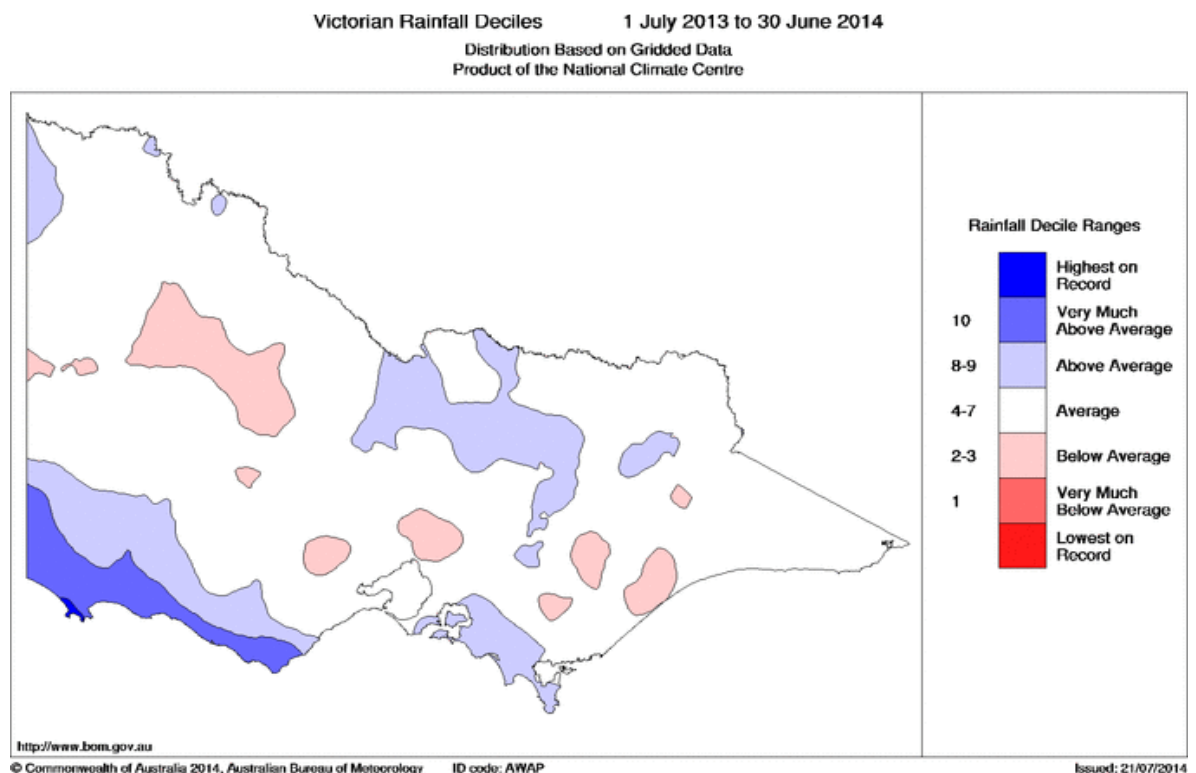 Victorian Rainfall Deciles 1 July 2013 to 30 June 2014
Distribution Based on Gridded Data
Product of the National Climate Centre
Rainfall Decile Ranges
Highest on
Record
10 Very Much
Above Average
8-9 Above Average
4-7 Average
2-3 Below Average
1 Very Much
Below Average
Lowest on
Record
http://www.bom.gov.au
© Commonwealth of Australia 2014, Australian Bureau of Meteorology ID code: AWAP Issued: 21/07/2014